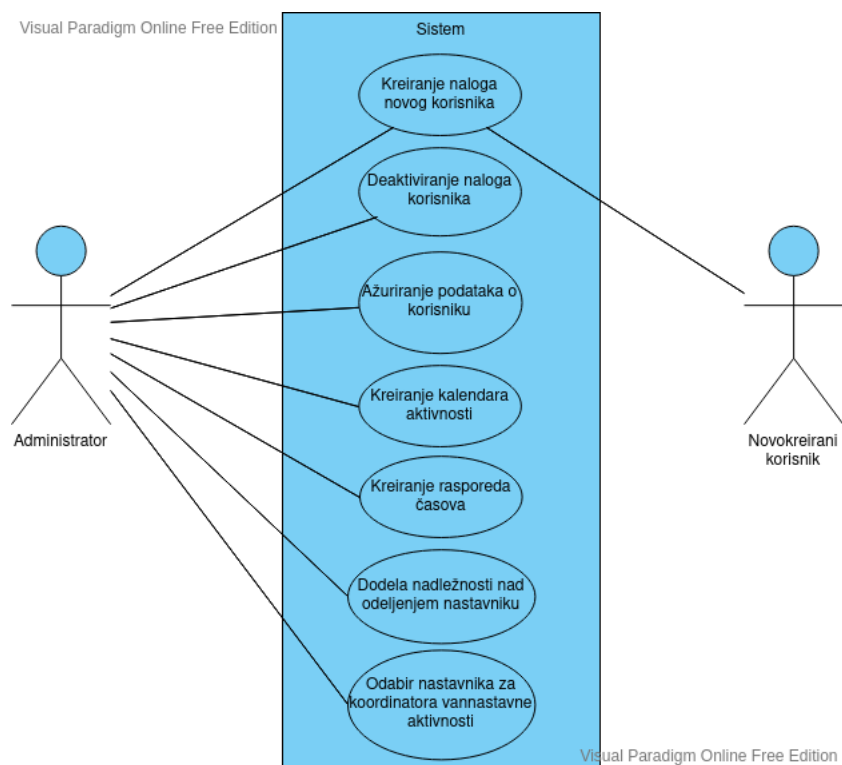 Visual Paradigm Online Free Edition
Sistem
Kreiranje naloga
novog korisnika
Deaktiviranje naloga
korisnika
Ažuriranje podataka o
korisniku
Kreiranje kalendara
aktivnosti
Administrator
Novokreirani
korisnik
Kreiranje rasporeda
časova
Dodela nadležnosti nad
odeljenjem nastavniku
Odabir nastavnika za
koordinatora vannastavne
aktivnosti
Visual Paradigm Online Free Edition